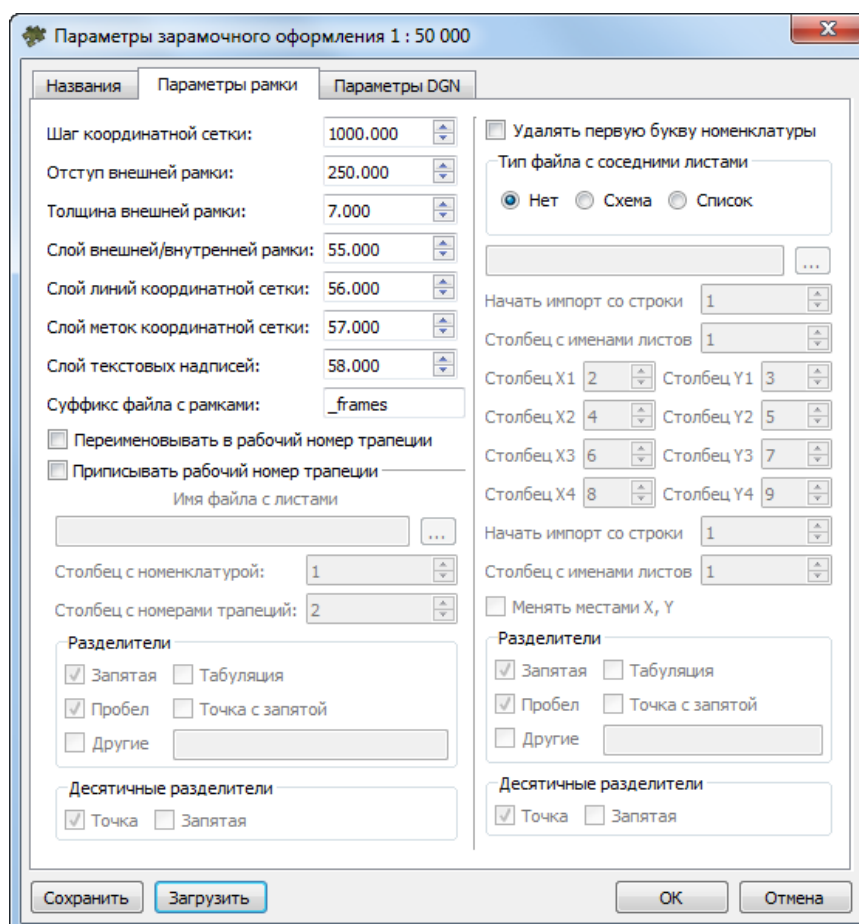 Параметры зарамочного оформления 1 : 50 000
Названия Параметры рамки Параметры DGN
Шаг координатной сетки: 1000.000
Отступ внешней рамки: 250.000
Толщина внешней рамки: 7.000
Слой внешней/внутренней рамки: 55.000
Слой линий координатной сетки: 56.000
Слой меток координатной сетки: 57.000
Слой текстовых надписей: 58.000
Суффикс файла с рамками: _frames
Переименовывать в рабочий номер трапеции
Приписывать рабочий номер трапеции
Имя файла с листами
...
Столбец с номенклатурой: 1
Столбец с номерами трапеций: 2
Разделители
Запятая Табуляция
Пробел Точка с запятой
Другие
Десятичные разделители
Точка Запятая
Удалять первую букву номенклатуры
Тип файла с соседними листами
Нет Схема Список
...
Начать импорт со строки 1
Столбец с именами листов 1
Столбец X1 2 Столбец Y1 3
Столбец X2 4 Столбец Y2 5
Столбец X3 6 Столбец Y3 7
Столбец X4 8 Столбец Y4 9
Начать импорт со строки 1
Столбец с именами листов 1
Менять местами X, Y
Разделители
Запятая Табуляция
Пробел Точка с запятой
Другие
Десятичные разделители
Точка Запятая
Сохранить Загрузить OK Отмена